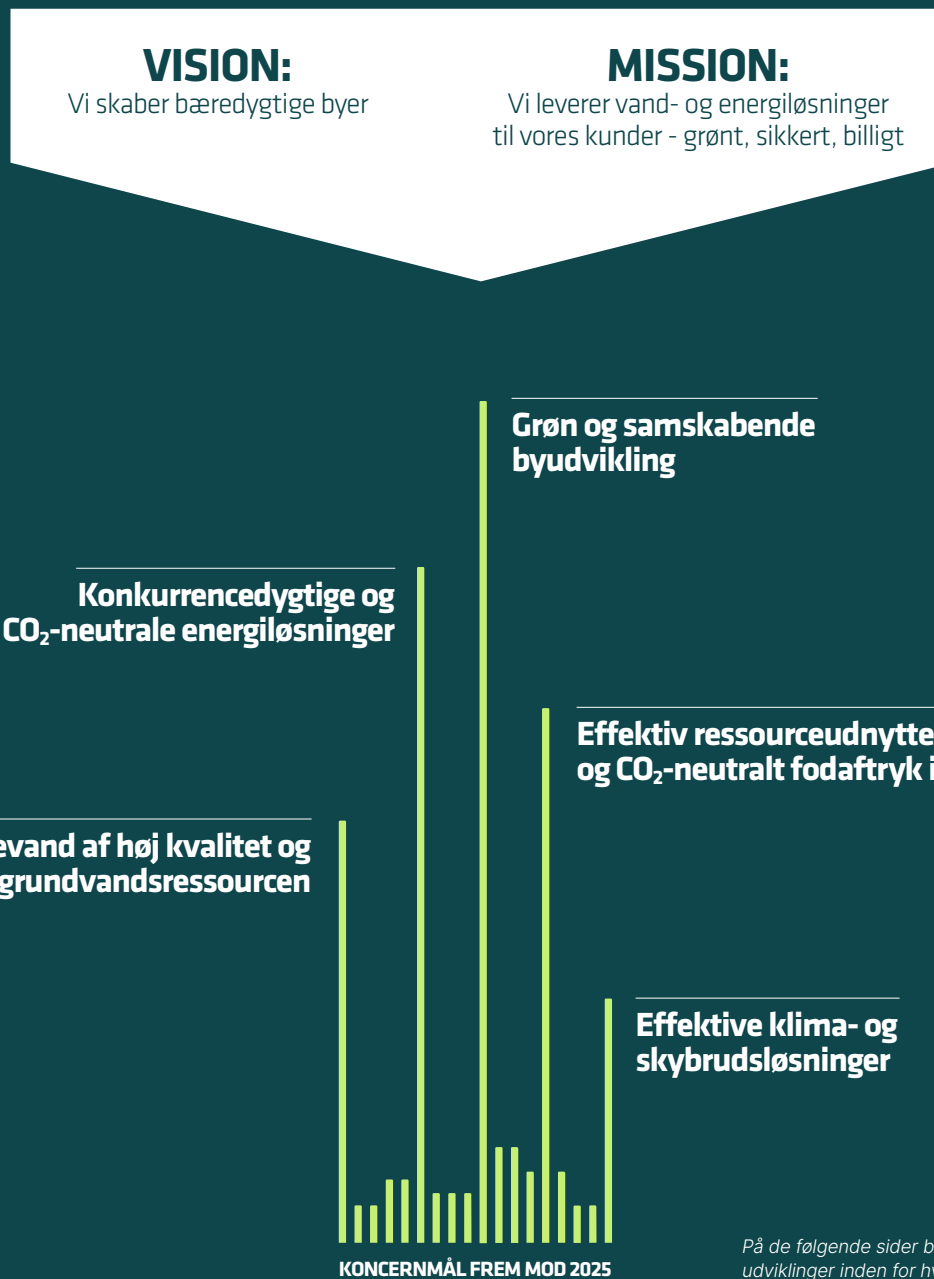 VISION:
Vi skaber bæredygtige byer
MISSION:
Vi leverer vand- og energiløsninger
til vores kunder - grønt, sikkert, billigt
Grøn og samskabende
byudvikling
Konkurrencedygtige og
CO₂-neutrale energiløsninger
Effektiv ressourceudnytte
og CO₂-neutralt fodaftryk i
evand af høj kvalitet og
grundvandsressourcen
Effektive klima- og
skybrudsløsninger
KONCERNMÅL FREM MOD 2025
På de følgende sider b
udviklinger inden for hv